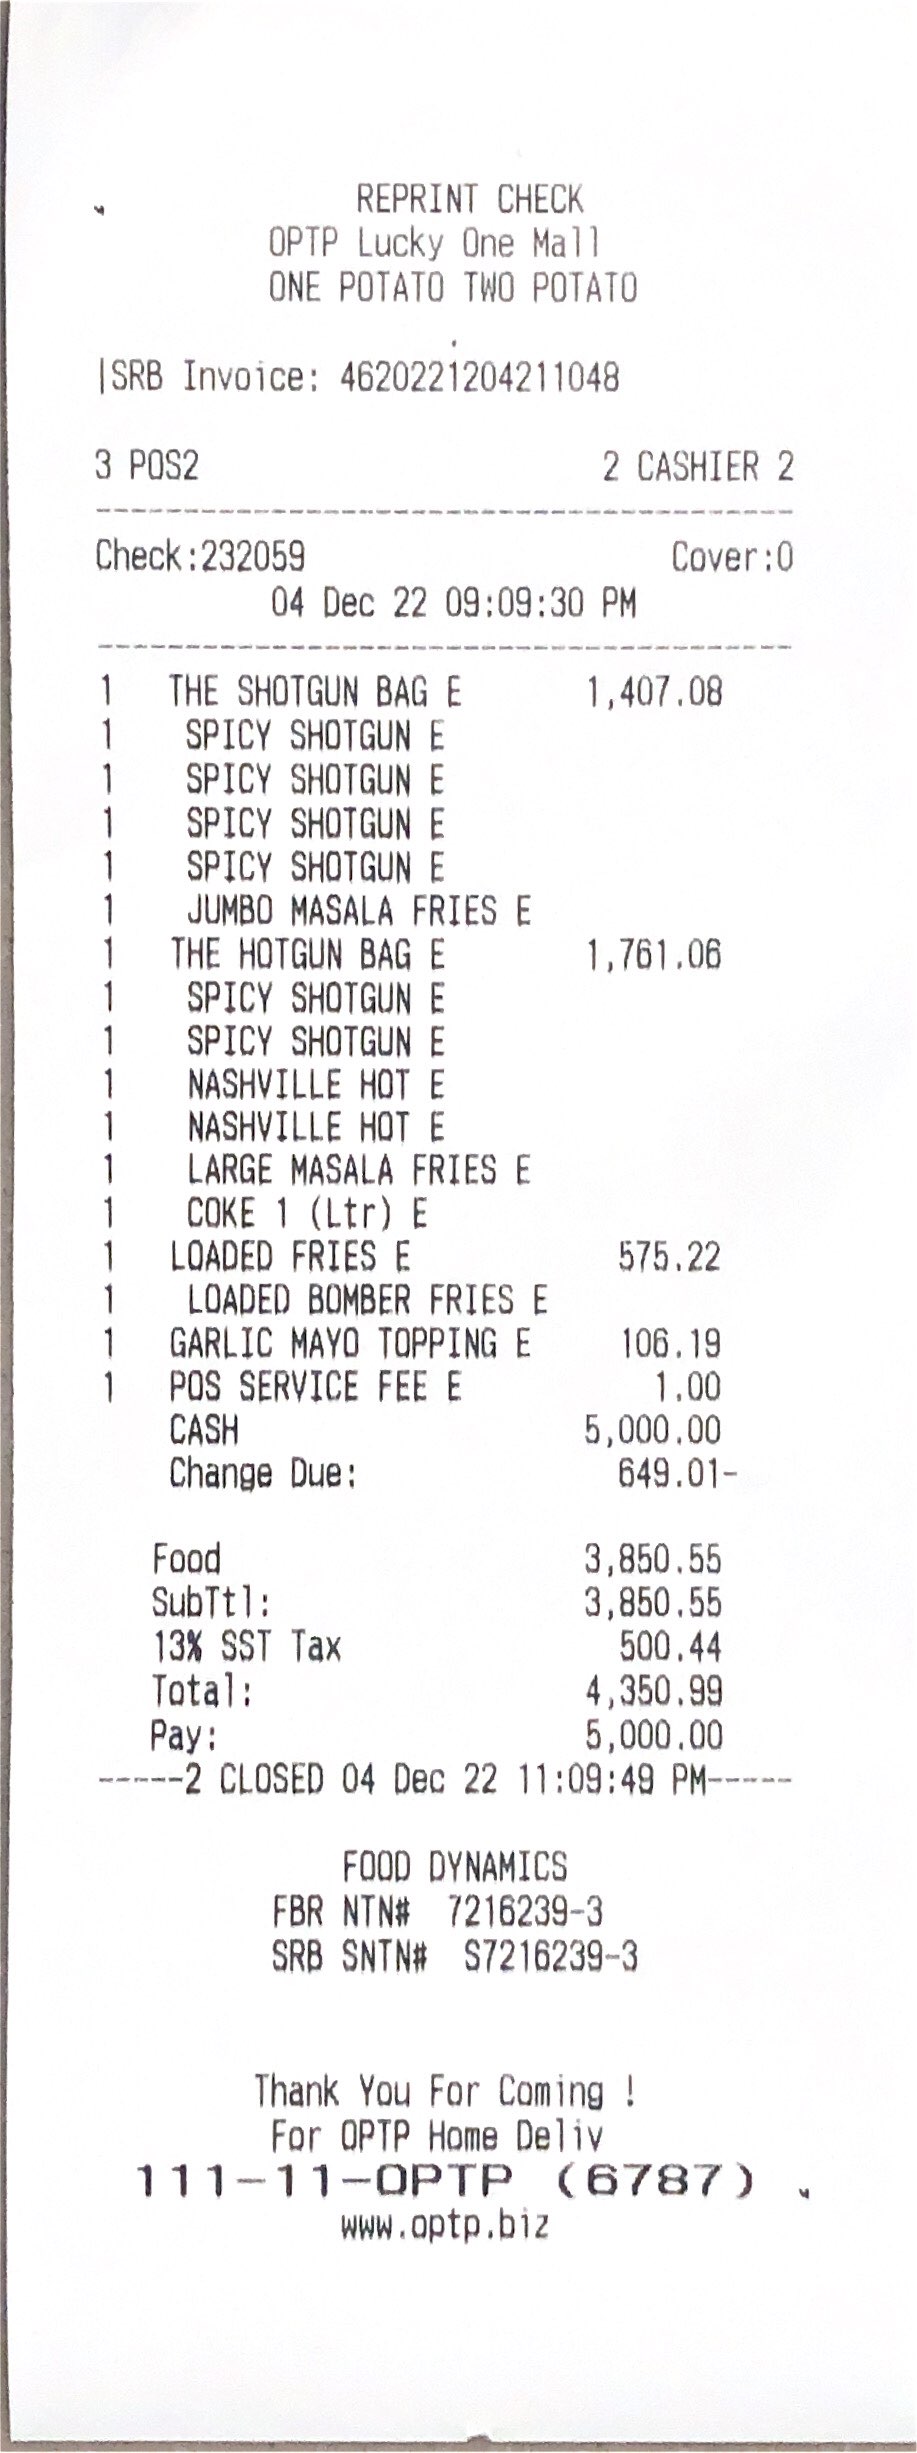 REPRINT CHECK
OPTP Lucky One Mall
ONE POTATO TWO POTATO
|SRB Invoice: 4620221204211048
3 POS2 2 CASHIER 2
----------------------------------------
Check:232059 Cover:0
04 Dec 22 09:09:30 PM
----------------------------------------
1 THE SHOTGUN BAG E 1,407.08
1 SPICY SHOTGUN E
1 SPICY SHOTGUN E
1 SPICY SHOTGUN E
1 SPICY SHOTGUN E
1 JUMBO MASALA FRIES E
1 THE HOTGUN BAG E 1,761.06
1 SPICY SHOTGUN E
1 SPICY SHOTGUN E
1 NASHVILLE HOT E
1 NASHVILLE HOT E
1 LARGE MASALA FRIES E
1 COKE 1 (Ltr) E
1 LOADED FRIES E 575.22
1 LOADED BOMBER FRIES E
1 GARLIC MAYO TOPPING E 106.19
1 POS SERVICE FEE E 1.00
CASH 5,000.00
Change Due: 649.01-
Food 3,850.55
SubTtl: 3,850.55
13% SST Tax 500.44
Total: 4,350.99
Pay: 5,000.00
-----2 CLOSED 04 Dec 22 11:09:49 PM-----
FOOD DYNAMICS
FBR NTN# 7216239-3
SRB SNTN# S7216239-3
Thank You For Coming !
For OPTP Home Deliv
111-11-OPTP (6787)
www.optp.biz